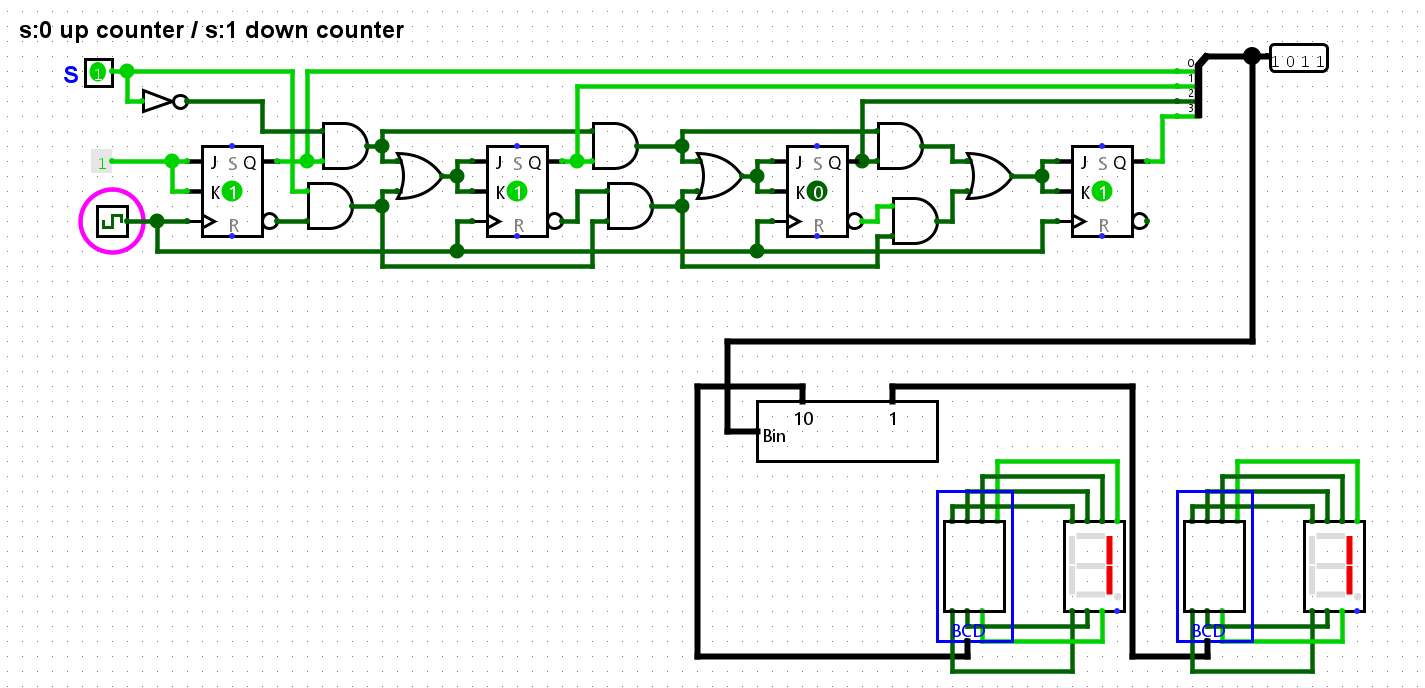 s:0 up counter / s:1 down counter
S 1
0
1
2
3
1 0 1 1
1
J S Q
K 1
R
J S Q
K 1
R
J S Q
K 0
R
J S Q
K 1
R
10 1
Bin
BCD
BCD